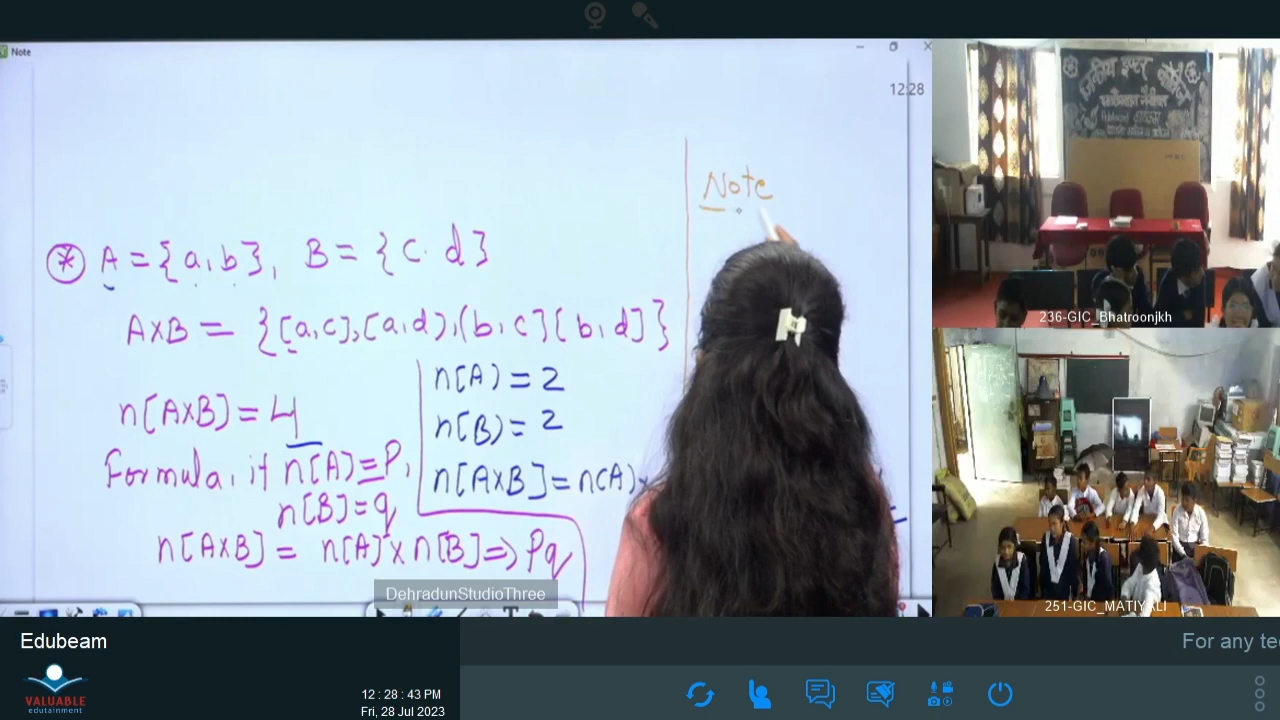 Note
12:28
Note
* A = {a, b}, B = {c. d}
A×B = {[a,c],[a,d),(b,c][b,d]}
n[A×B] = 4
n[A) = 2
n[B) = 2
n[A×B] = n(A)
Formula, if n[A) = P,
n[B) = q
n[A×B] = n[A] × n[B] => Pq
DehradunStudioThree
236-GIC_Bhatroonjkh
251-GIC_MATIYALI
Edubeam
VALUABLE
edutainment
12 : 28 : 43 PM
Fri, 28 Jul 2023
For any te